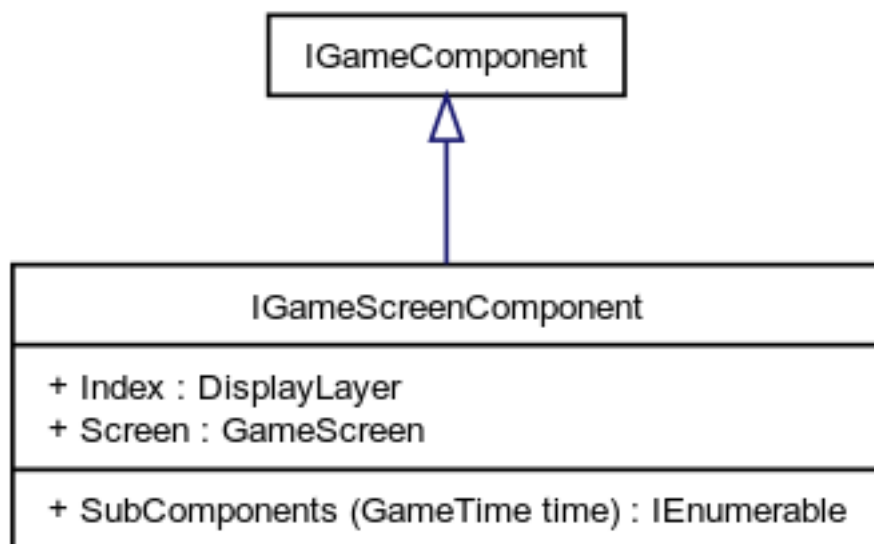 IGameComponent
IGameScreenComponent
+ Index : DisplayLayer
+ Screen : GameScreen
+ SubComponents (GameTime time) : IEnumerable